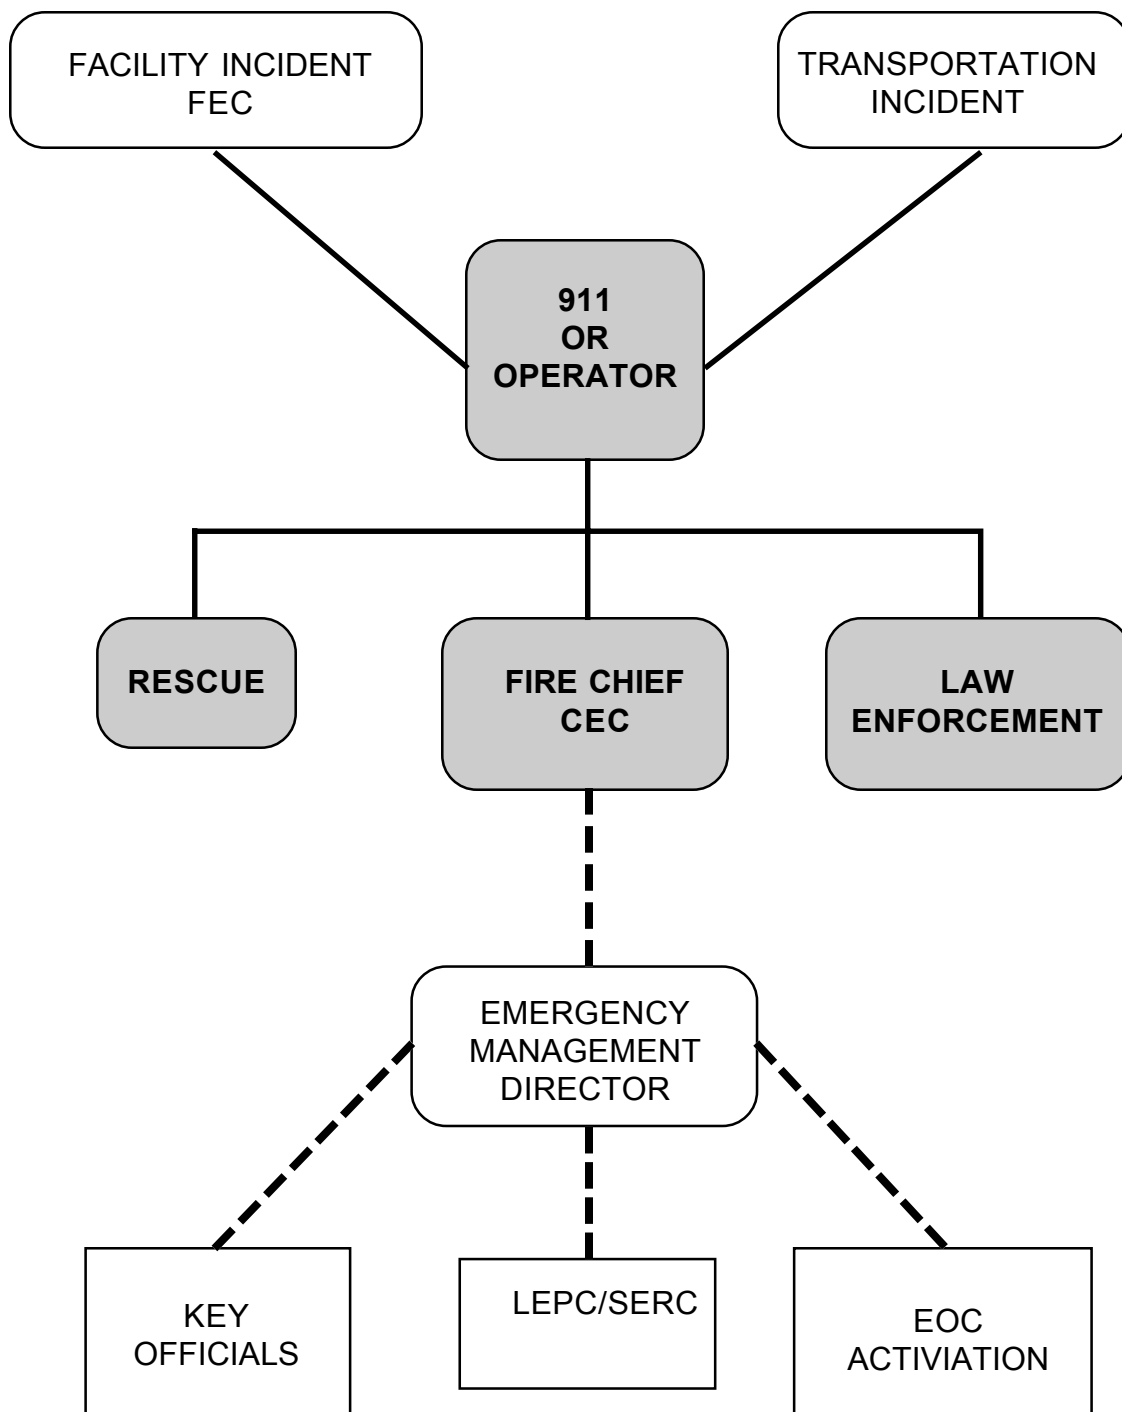 FACILITY INCIDENT
FEC
TRANSPORTATION
INCIDENT
911
OR
OPERATOR
RESCUE
FIRE CHIEF
CEC
LAW
ENFORCEMENT
EMERGENCY
MANAGEMENT
DIRECTOR
KEY
OFFICIALS
LEPC/SERC
EOC
ACTIVIATION